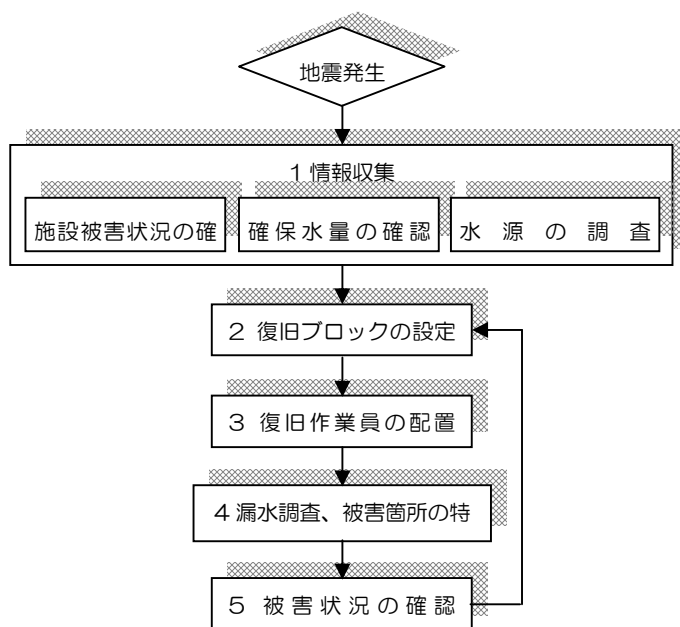 地震発生
1 情報収集
施設被害状況の確
確保水量の確認
水源の調査
2 復旧ブロックの設定
3 復旧作業員の配置
4 漏水調査、被害箇所の特
5 被害状況の確認